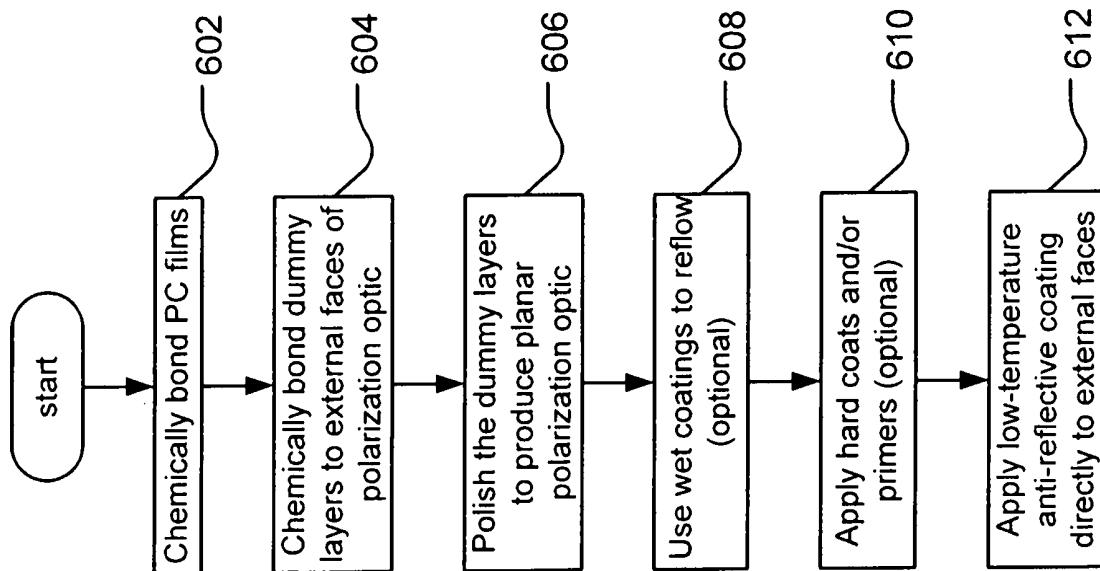 start
Chemically bond PC films
602
Chemically bond dummy
layers to external faces of
polarization optic
604
Polish the dummy layers
to produce planar
polarization optic
606
Use wet coatings to reflow
(optional)
608
Apply hard coats and/or
primers (optional)
610
Apply low-temperature
anti-reflective coating
directly to external faces
612